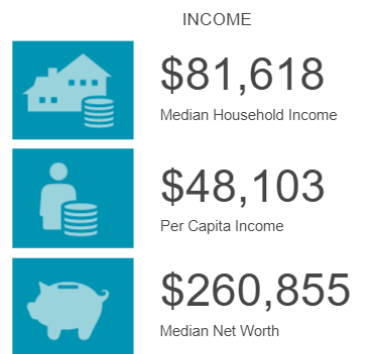 INCOME
$81,618
Median Household Income
$48,103
Per Capita Income
$260,855
Median Net Worth